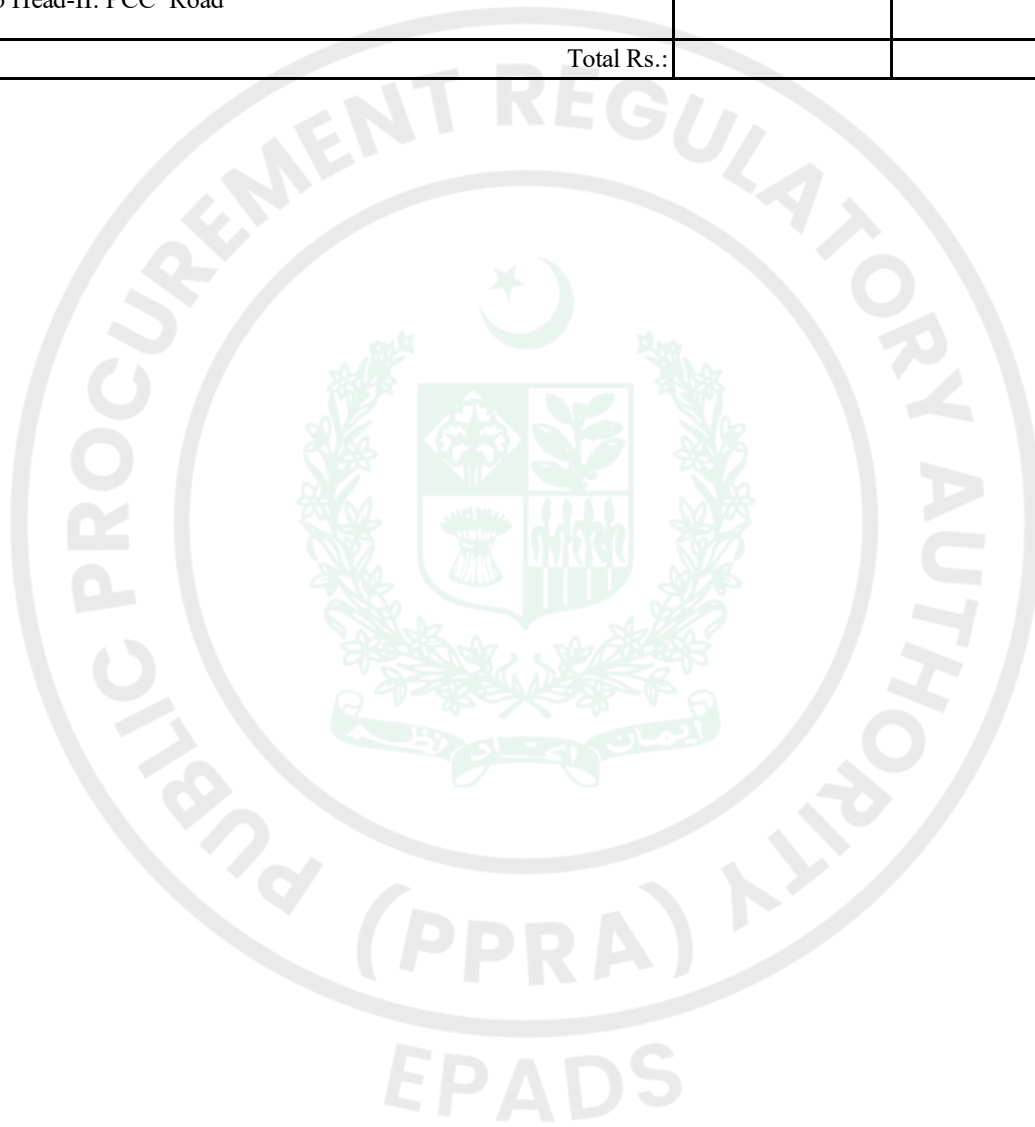 Head-II: PCC Road
Total Rs.:
PUBLIC PROCUREMENT REGULATORY AUTHORITY
(PPRA)
EPADS